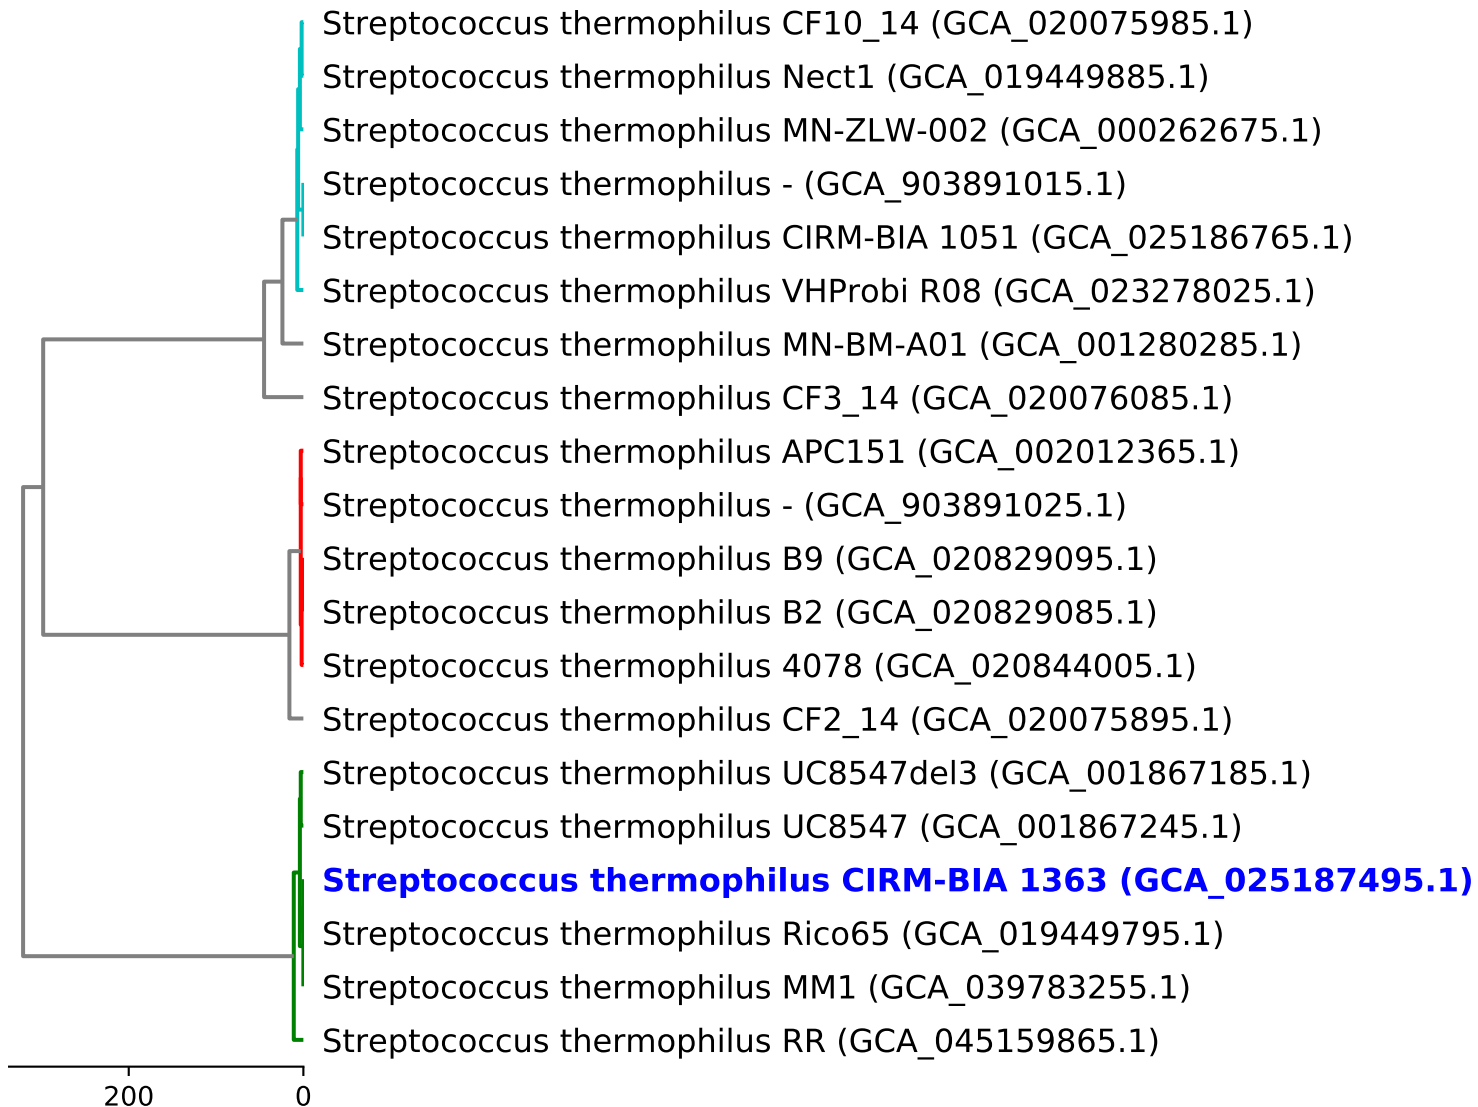 Streptococcus thermophilus CF10_14 (GCA_020075985.1)
Streptococcus thermophilus Nect1 (GCA_019449885.1)
Streptococcus thermophilus MN-ZLW-002 (GCA_000262675.1)
Streptococcus thermophilus - (GCA_903891015.1)
Streptococcus thermophilus CIRM-BIA 1051 (GCA_025186765.1)
Streptococcus thermophilus VHProbi R08 (GCA_023278025.1)
Streptococcus thermophilus MN-BM-A01 (GCA_001280285.1)
Streptococcus thermophilus CF3_14 (GCA_020076085.1)
Streptococcus thermophilus APC151 (GCA_002012365.1)
Streptococcus thermophilus - (GCA_903891025.1)
Streptococcus thermophilus B9 (GCA_020829095.1)
Streptococcus thermophilus B2 (GCA_020829085.1)
Streptococcus thermophilus 4078 (GCA_020844005.1)
Streptococcus thermophilus CF2_14 (GCA_020075895.1)
Streptococcus thermophilus UC8547del3 (GCA_001867185.1)
Streptococcus thermophilus UC8547 (GCA_001867245.1)
Streptococcus thermophilus CIRM-BIA 1363 (GCA_025187495.1)
Streptococcus thermophilus Rico65 (GCA_019449795.1)
Streptococcus thermophilus MM1 (GCA_039783255.1)
Streptococcus thermophilus RR (GCA_045159865.1)
200 0